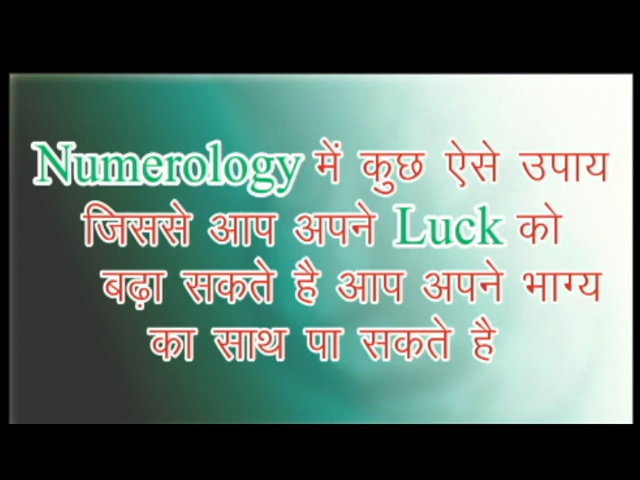 Numerology में कुछ ऐसे उपाय
जिससे आप अपने Luck को
बढ़ा सकते है आप अपने भाग्य
का साथ पा सकते है